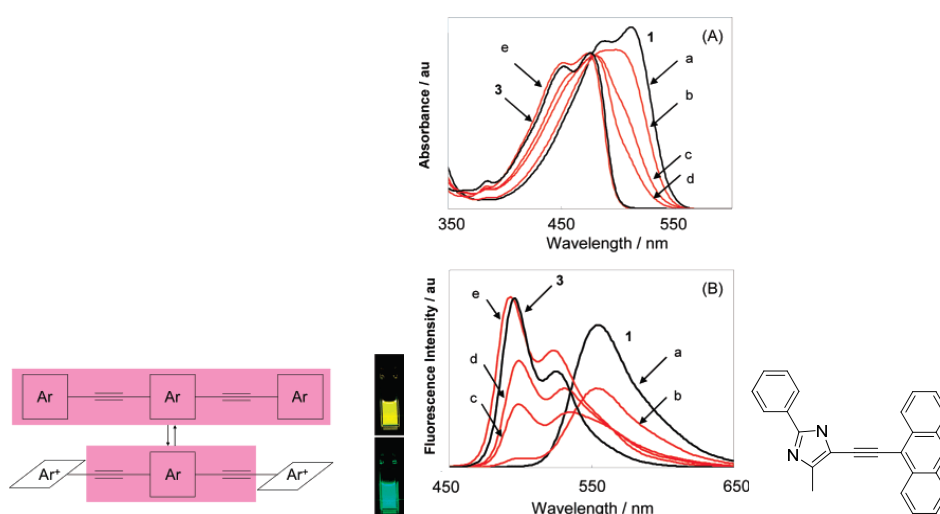 (A)
1
e
a
3
b
c
d
Absorbance / au
350
450
550
Wavelength / nm
(B)
3
e
1
a
d
b
c
Fluorescence Intensity / au
450
550
650
Wavelength / nm
Ar
Ar
Ar
Ar⁺
Ar
Ar⁺
N
N